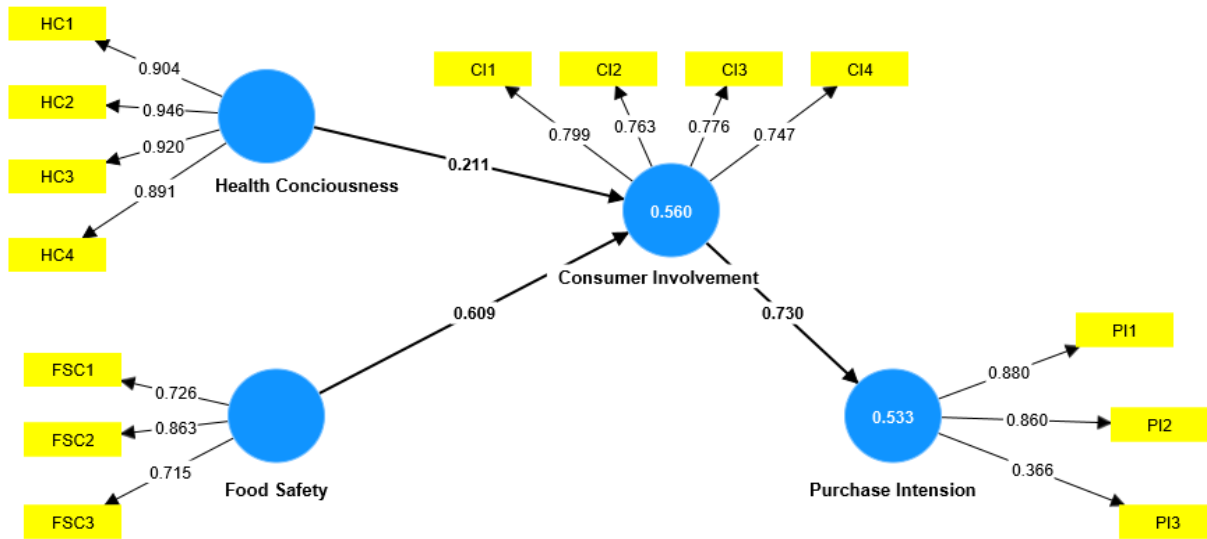 HC1
0.904
HC2
0.946
HC3
0.920
0.891
HC4
Health Conciousness
0.211
CI1
CI2
CI3
CI4
0.799
0.763
0.776
0.747
0.560
Consumer Involvement
0.609
0.730
FSC1
0.726
FSC2
0.863
0.715
FSC3
Food Safety
0.533
Purchase Intension
PI1
0.880
0.860
PI2
0.366
PI3